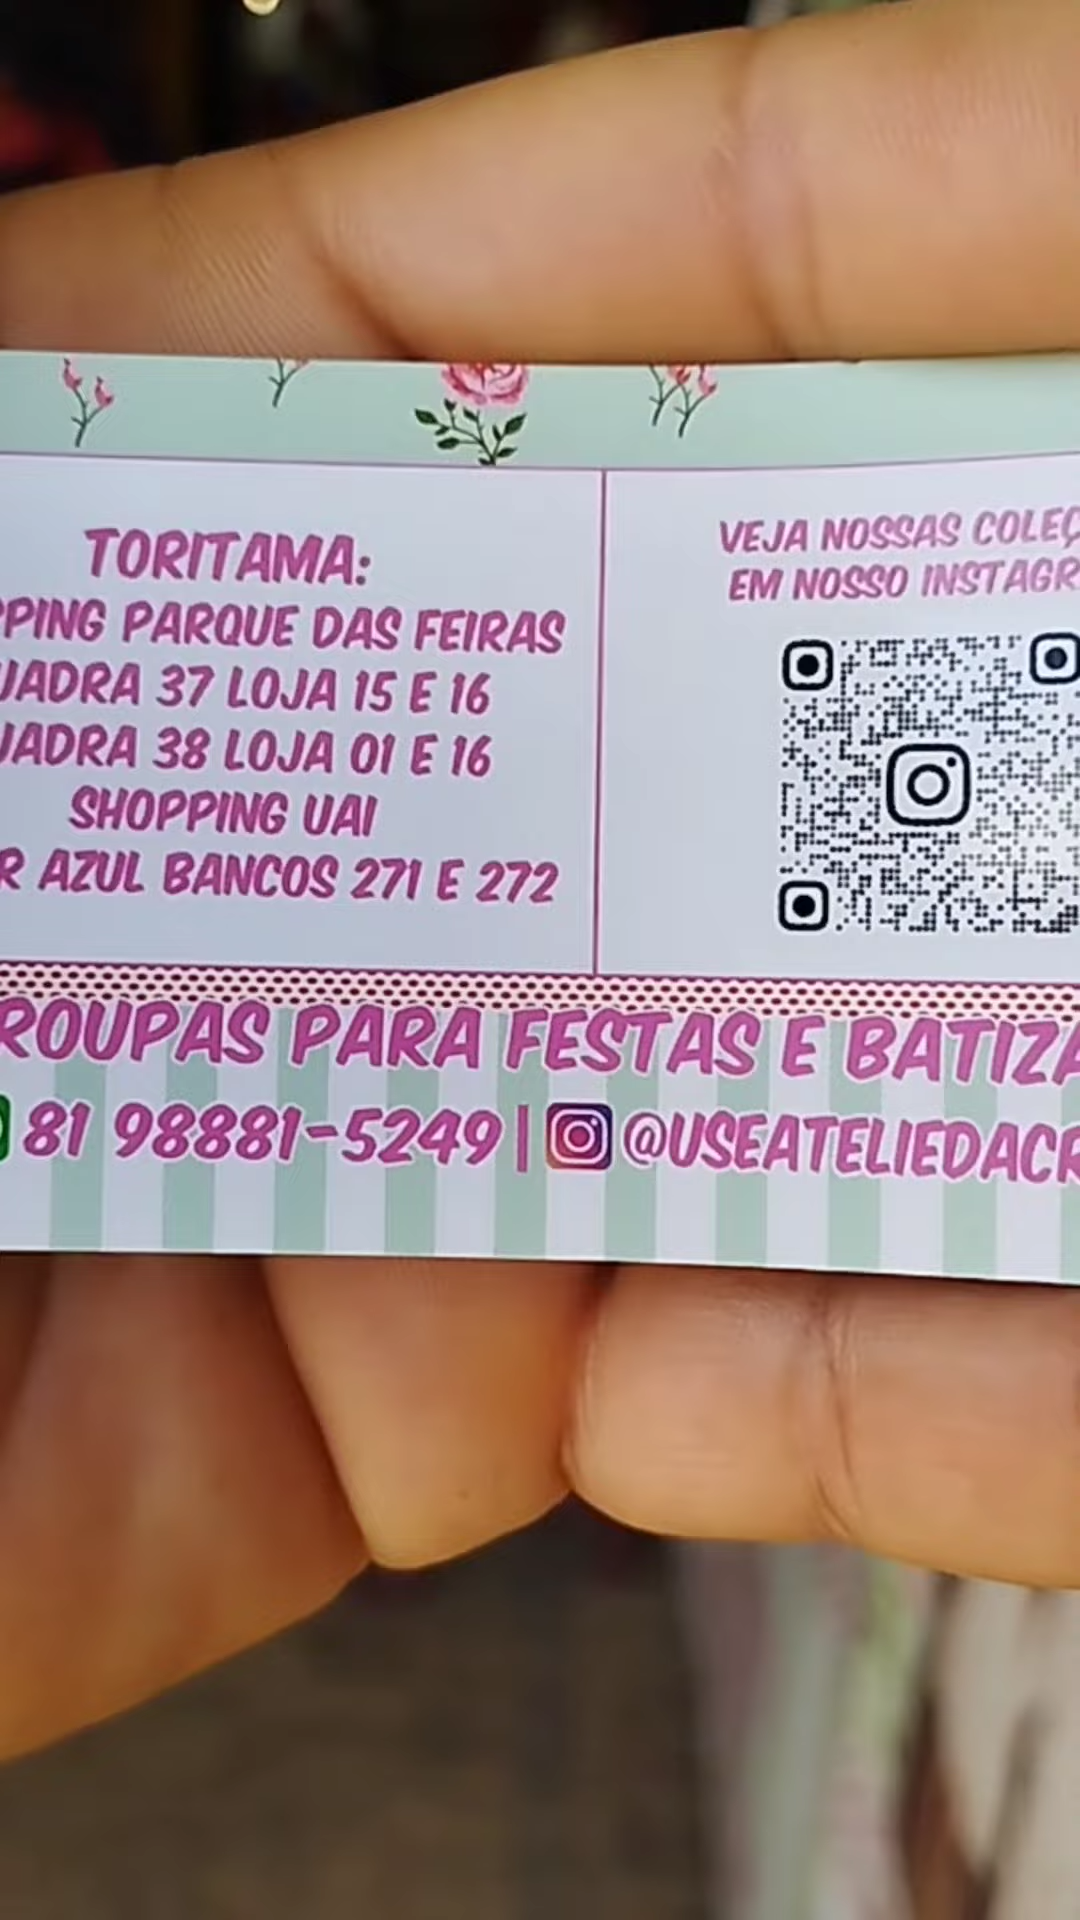 TORITAMA:
PPING PARQUE DAS FEIRAS
UADRA 37 LOJA 15 E 16
UADRA 38 LOJA 01 E 16
SHOPPING UAI
R AZUL BANCOS 271 E 272
VEJA NOSSAS COLEÇ
EM NOSSO INSTAGR
ROUPAS PARA FESTAS E BATIZA
81 98881-5249 | @USEATELIEDACR